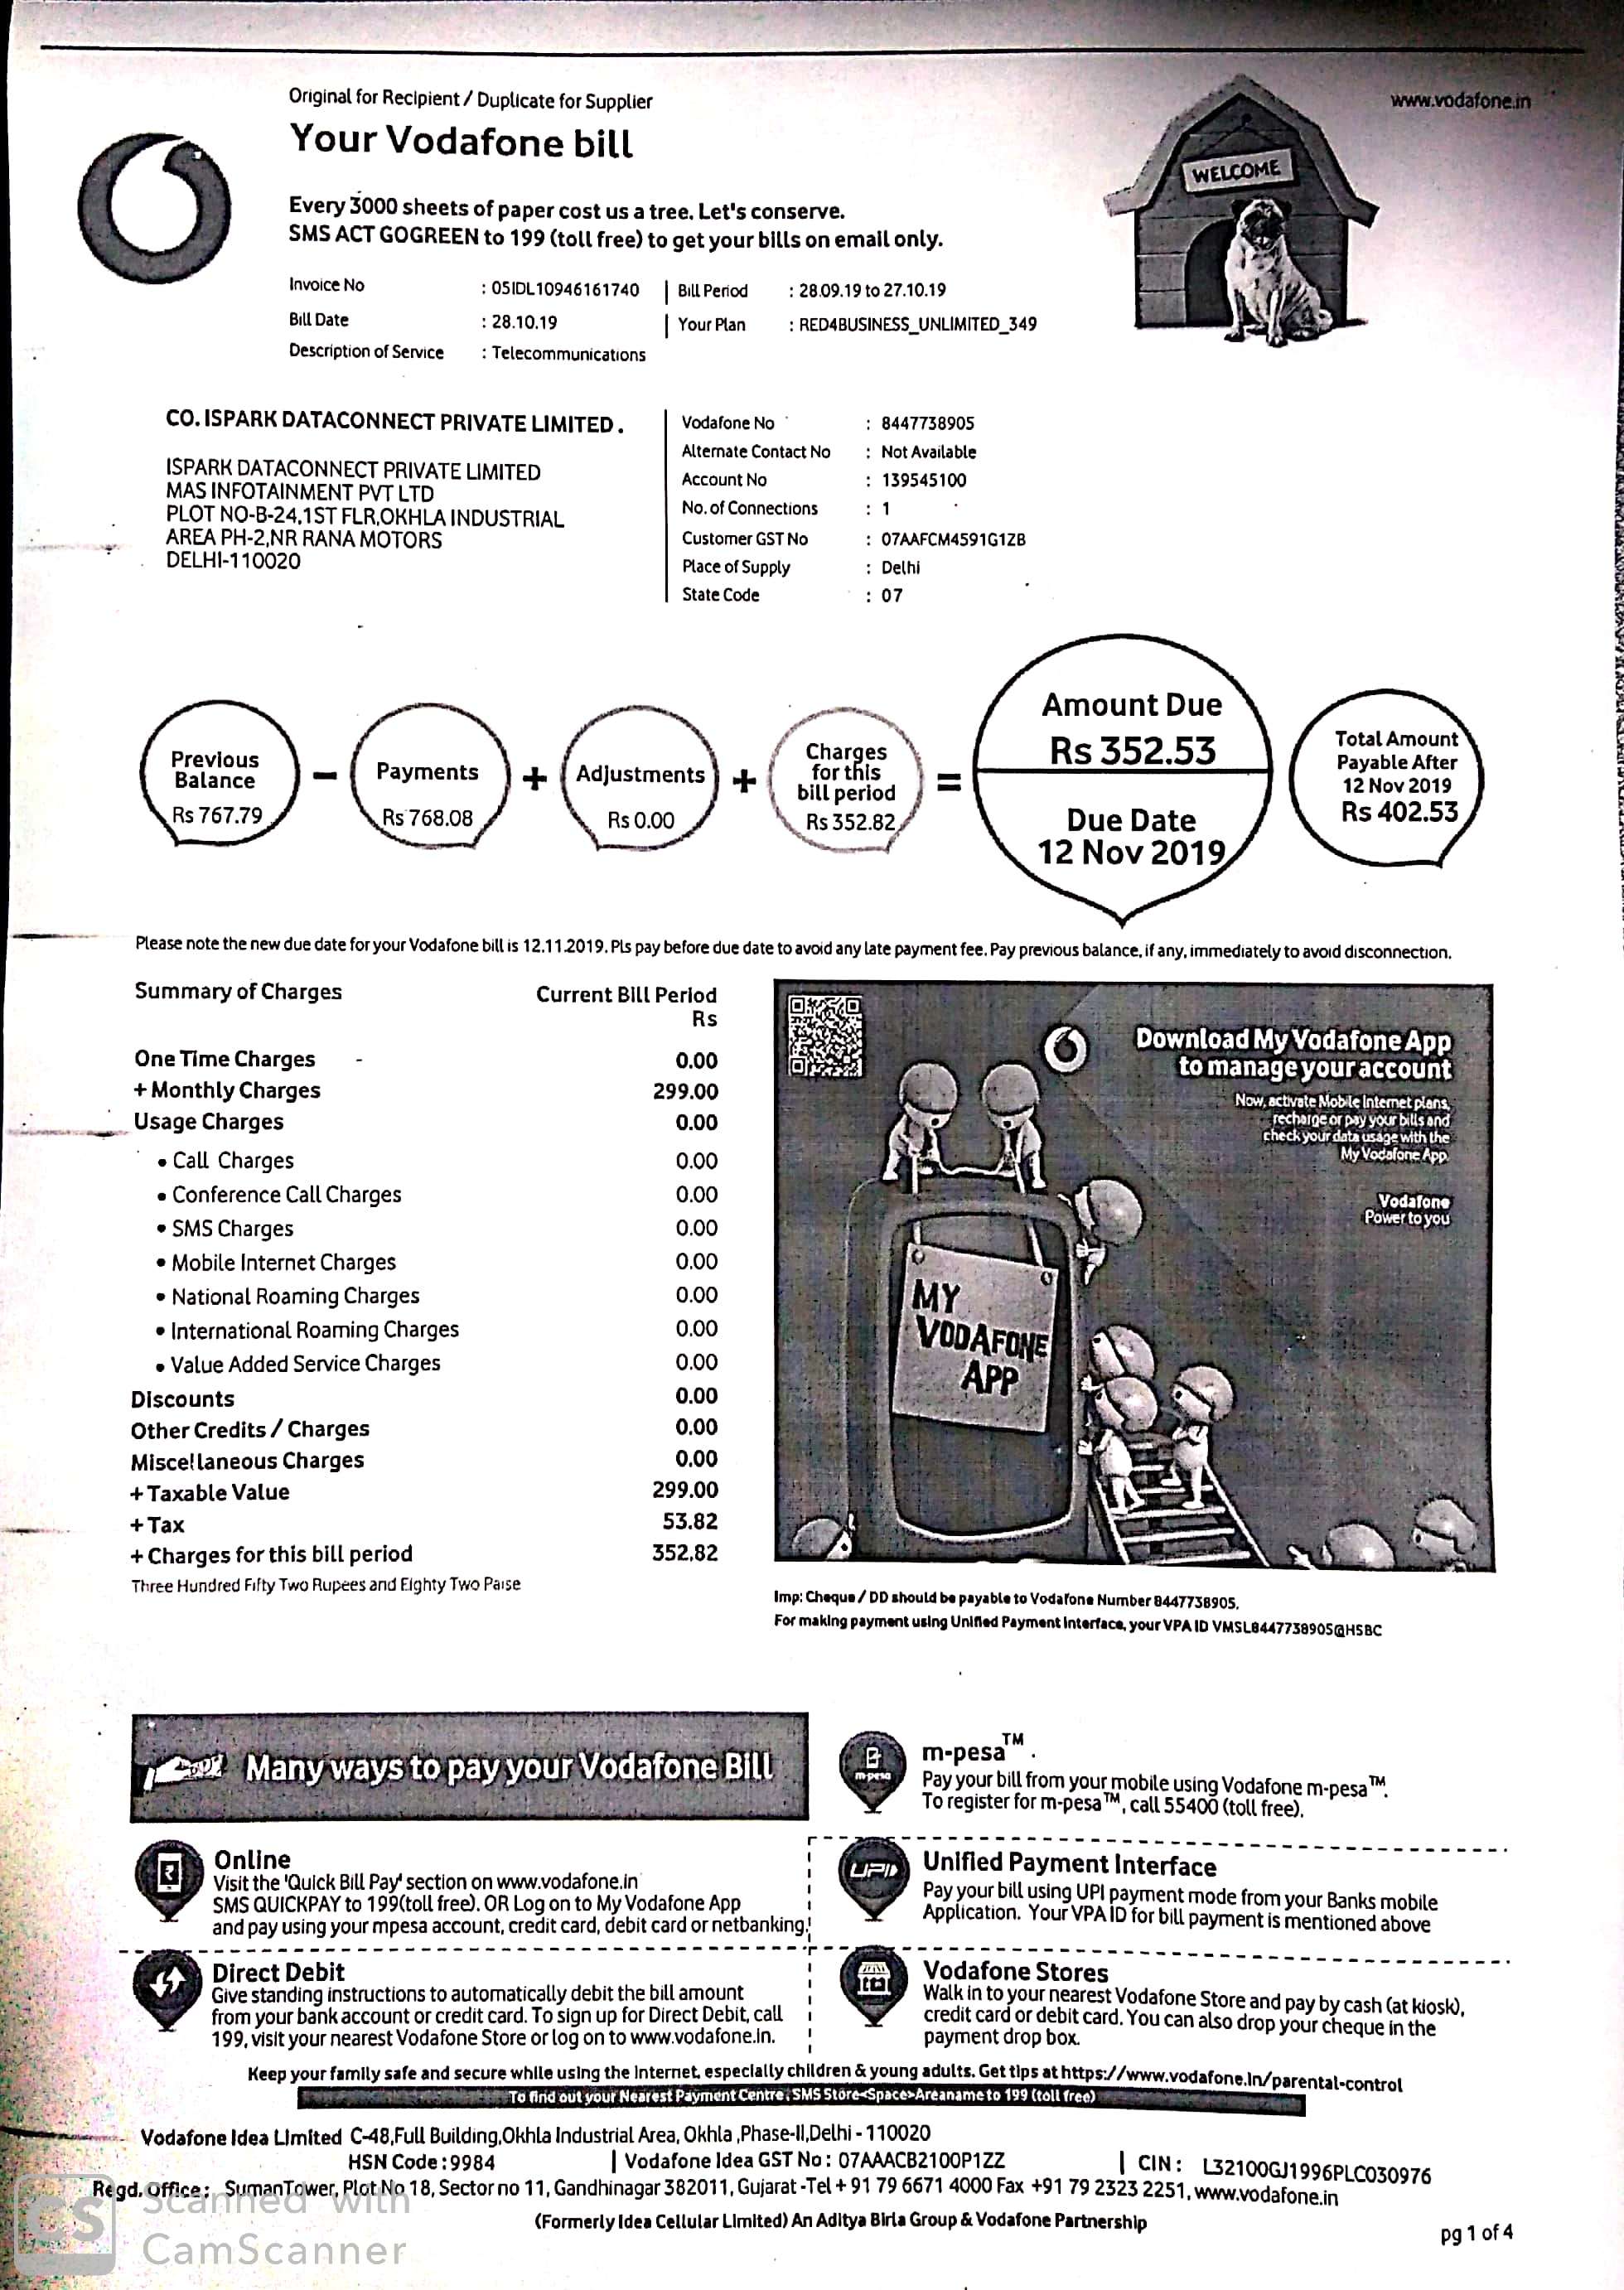 Original for Recipient / Duplicate for Supplier
www.vodafone.in
Your Vodafone bill
WELCOME
Every 3000 sheets of paper cost us a tree. Let's conserve.
SMS ACT GOGREEN to 199 (toll free) to get your bills on email only.
Invoice No : 05IDL10946161740 | Bill Period : 28.09.19 to 27.10.19
Bill Date : 28.10.19 | Your Plan : RED4BUSINESS_UNLIMITED_349
Description of Service : Telecommunications
CO. ISPARK DATACONNECT PRIVATE LIMITED .
ISPARK DATACONNECT PRIVATE LIMITED
MAS INFOTAINMENT PVT LTD
PLOT NO-B-24,1ST FLR,OKHLA INDUSTRIAL
AREA PH-2,NR RANA MOTORS
DELHI-110020
Vodafone No : 8447738905
Alternate Contact No : Not Available
Account No : 139545100
No. of Connections : 1
Customer GST No : 07AAFCM4591G1ZB
Place of Supply : Delhi
State Code : 07
Previous
Balance
Rs 767.79
-
Payments
Rs 768.08
+
Adjustments
Rs 0.00
+
Charges
for this
bill period
Rs 352.82
=
Amount Due
Rs 352.53
Due Date
12 Nov 2019
Total Amount
Payable After
12 Nov 2019
Rs 402.53
Please note the new due date for your Vodafone bill is 12.11.2019. Pls pay before due date to avoid any late payment fee. Pay previous balance, if any, immediately to avoid disconnection.
Summary of Charges Current Bill Period
Rs
One Time Charges 0.00
+ Monthly Charges 299.00
Usage Charges 0.00
• Call Charges 0.00
• Conference Call Charges 0.00
• SMS Charges 0.00
• Mobile Internet Charges 0.00
• National Roaming Charges 0.00
• International Roaming Charges 0.00
• Value Added Service Charges 0.00
Discounts 0.00
Other Credits / Charges 0.00
Miscellaneous Charges 0.00
+ Taxable Value 299.00
+ Tax 53.82
+ Charges for this bill period 352.82
Three Hundred Fifty Two Rupees and Eighty Two Paise
Download My Vodafone App
to manage your account
Now, activate Mobile Internet plans,
recharge or pay your bills and
check your data usage with the
My Vodafone App.
Vodafone
Power to you
MY
VODAFONE
APP
Imp: Cheque / DD should be payable to Vodafone Number 8447738905.
For making payment using Unified Payment Interface, your VPA ID VMSL8447738905@HSBC
Many ways to pay your Vodafone Bill
m-pesa
m-pesa™ .
Pay your bill from your mobile using Vodafone m-pesa™.
To register for m-pesa™, call 55400 (toll free).
Online
Visit the 'Quick Bill Pay' section on www.vodafone.in
SMS QUICKPAY to 199(toll free). OR Log on to My Vodafone App
and pay using your mpesa account, credit card, debit card or netbanking.
UPI
Unified Payment Interface
Pay your bill using UPI payment mode from your Banks mobile
Application. Your VPA ID for bill payment is mentioned above
Direct Debit
Give standing instructions to automatically debit the bill amount
from your bank account or credit card. To sign up for Direct Debit, call
199, visit your nearest Vodafone Store or log on to www.vodafone.in.
Vodafone Stores
Walk in to your nearest Vodafone Store and pay by cash (at kiosk),
credit card or debit card. You can also drop your cheque in the
payment drop box.
Keep your family safe and secure while using the Internet, especially children & young adults. Get tips at https://www.vodafone.in/parental-control
To find out your Nearest Payment Centre, SMS Store<Space>Areaname to 199 (toll free)
Vodafone Idea Limited C-48,Full Building,Okhla Industrial Area, Okhla ,Phase-II,Delhi - 110020
HSN Code : 9984 | Vodafone Idea GST No : 07AAACB2100P1ZZ | CIN : L32100GJ1996PLC030976
Regd. Office : SumanTower, Plot No 18, Sector no 11, Gandhinagar 382011, Gujarat -Tel + 91 79 6671 4000 Fax +91 79 2323 2251, www.vodafone.in
(Formerly Idea Cellular Limited) An Aditya Birla Group & Vodafone Partnership
pg 1 of 4
CS
Scanned with
CamScanner